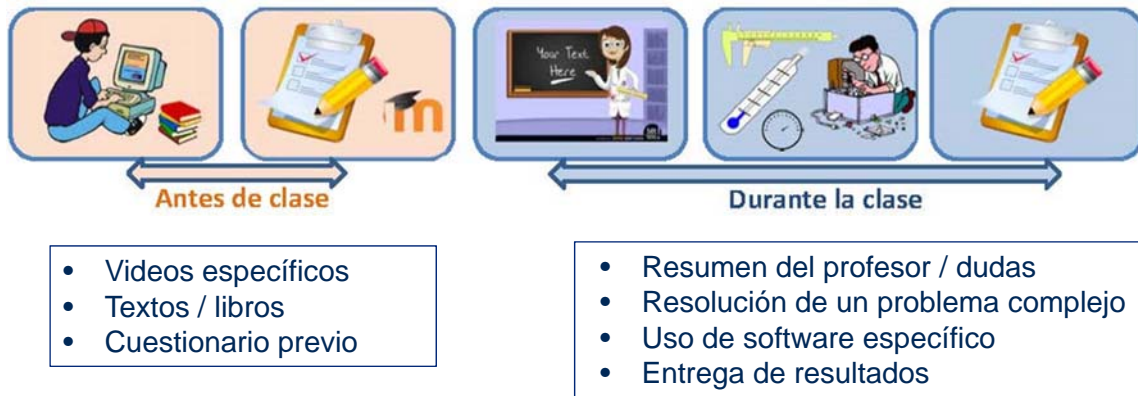 Your Text
Here
Antes de clase
Durante la clase
• Videos específicos
• Textos / libros
• Cuestionario previo
• Resumen del profesor / dudas
• Resolución de un problema complejo
• Uso de software específico
• Entrega de resultados